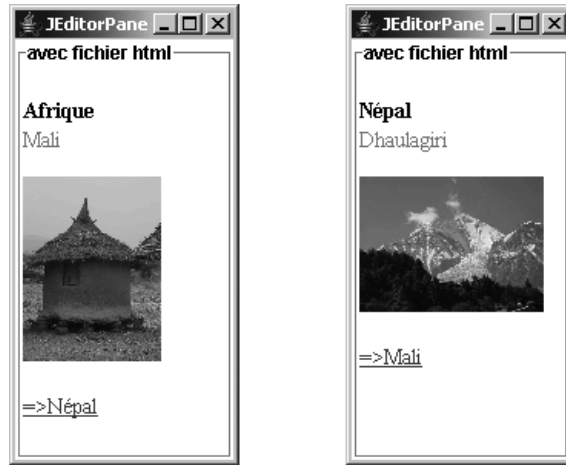 JEditorPane
avec fichier html
Afrique
Mali
=>Népal
JEditorPane
avec fichier html
Népal
Dhaulagiri
=>Mali